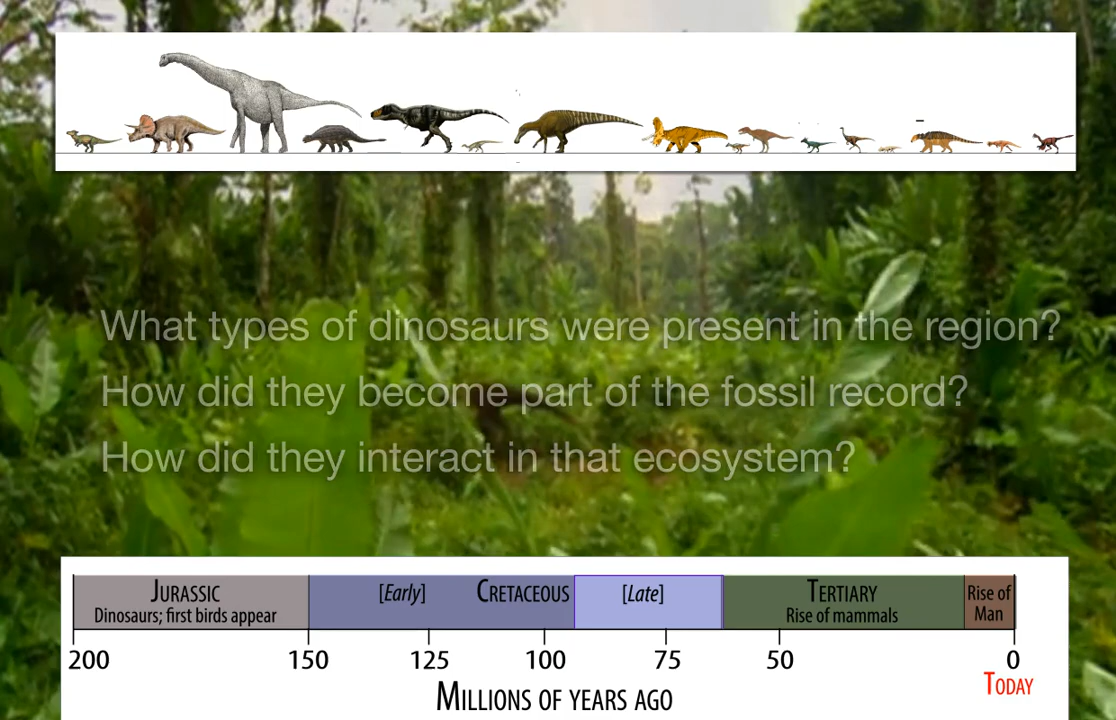 What types of dinosaurs were present in the region?
How did they become part of the fossil record?
How did they interact in that ecosystem?
JURASSIC [Early] CRETACEOUS [Late] TERTIARY Rise of
Dinosaurs; first birds appear Rise of mammals Man
200 150 125 100 75 50 0
TODAY
MILLIONS OF YEARS AGO